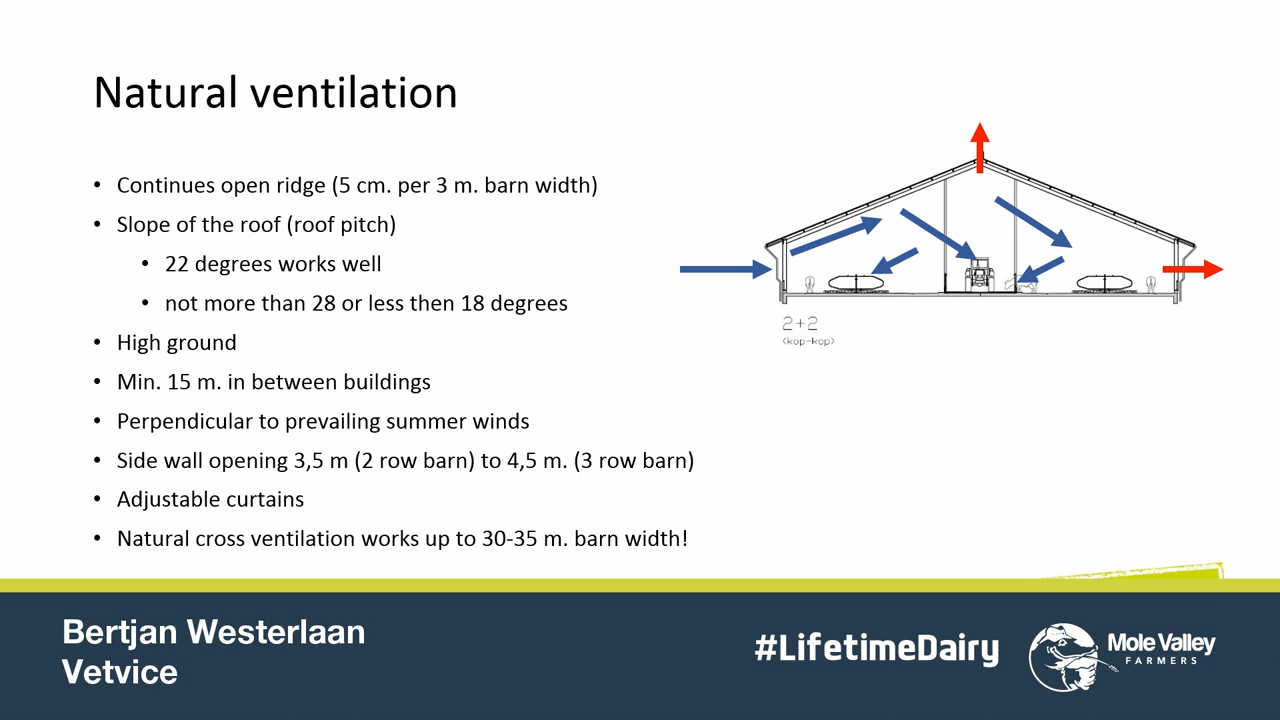 Natural ventilation
• Continues open ridge (5 cm. per 3 m. barn width)
• Slope of the roof (roof pitch)
• 22 degrees works well
• not more than 28 or less then 18 degrees
• High ground
• Min. 15 m. in between buildings
• Perpendicular to prevailing summer winds
• Side wall opening 3,5 m (2 row barn) to 4,5 m. (3 row barn)
• Adjustable curtains
• Natural cross ventilation works up to 30-35 m. barn width!
2+2
(kop-kop)
Bertjan Westerlaan
Vetvice
#LifetimeDairy
Mole Valley
FARMERS